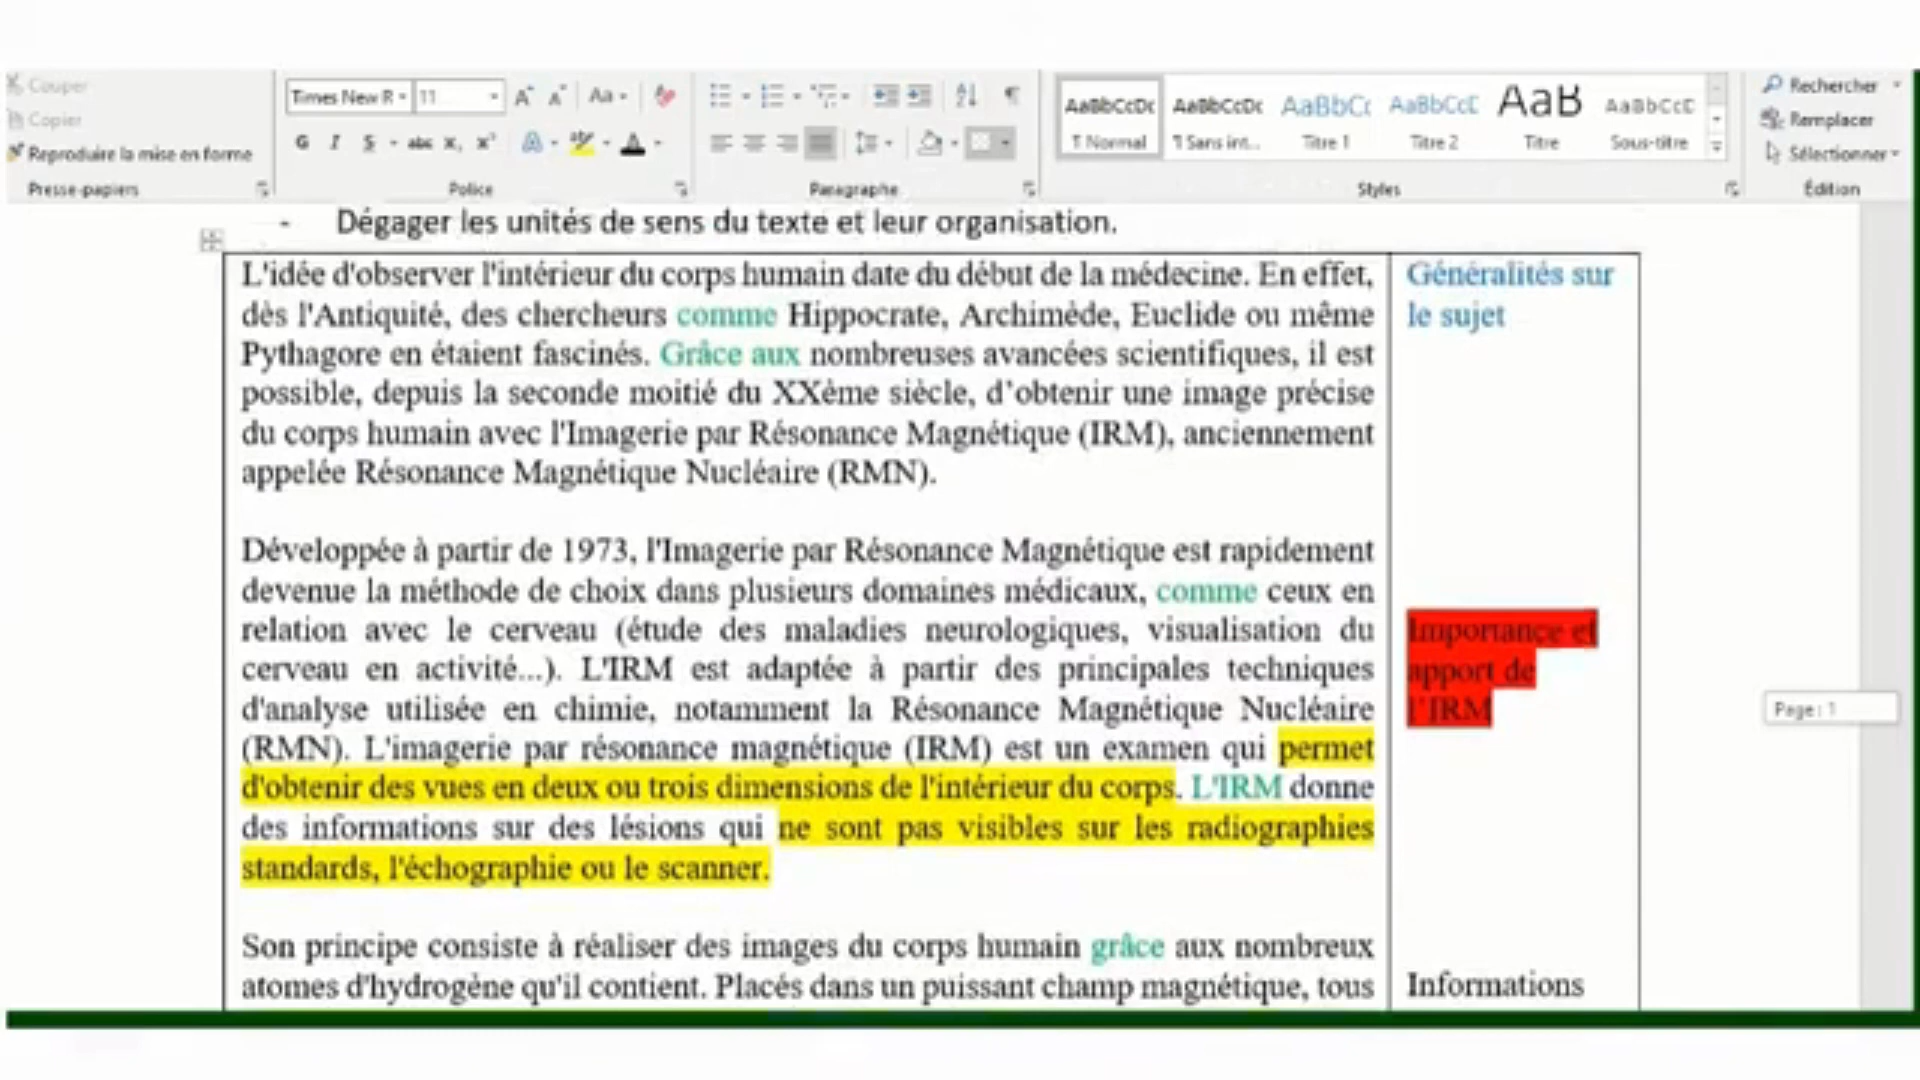 Couper
Copier
Reproduire la mise en forme
Presse-papiers
Times New R
11
Aa
G I S abc x, x²
Police
Paragraphe
AaBbCcDc
¶ Normal
AaBbCcDc
¶ Sans int...
AaBbCc
Titre 1
AaBbCcC
Titre 2
AaB
Titre
AaBbCcC
Sous-titre
Styles
Rechercher
Remplacer
Sélectionner
Édition
- Dégager les unités de sens du texte et leur organisation.
L'idée d'observer l'intérieur du corps humain date du début de la médecine. En effet,
dès l'Antiquité, des chercheurs comme Hippocrate, Archimède, Euclide ou même
Pythagore en étaient fascinés. Grâce aux nombreuses avancées scientifiques, il est
possible, depuis la seconde moitié du XXème siècle, d’obtenir une image précise
du corps humain avec l'Imagerie par Résonance Magnétique (IRM), anciennement
appelée Résonance Magnétique Nucléaire (RMN).
Développée à partir de 1973, l'Imagerie par Résonance Magnétique est rapidement
devenue la méthode de choix dans plusieurs domaines médicaux, comme ceux en
relation avec le cerveau (étude des maladies neurologiques, visualisation du
cerveau en activité...). L'IRM est adaptée à partir des principales techniques
d'analyse utilisée en chimie, notamment la Résonance Magnétique Nucléaire
(RMN). L'imagerie par résonance magnétique (IRM) est un examen qui permet
d'obtenir des vues en deux ou trois dimensions de l'intérieur du corps. L'IRM donne
des informations sur des lésions qui ne sont pas visibles sur les radiographies
standards, l'échographie ou le scanner.
Son principe consiste à réaliser des images du corps humain grâce aux nombreux
atomes d'hydrogène qu'il contient. Placés dans un puissant champ magnétique, tous
Généralités sur
le sujet
Importance et
apport de
l’IRM
Informations
Page: 1